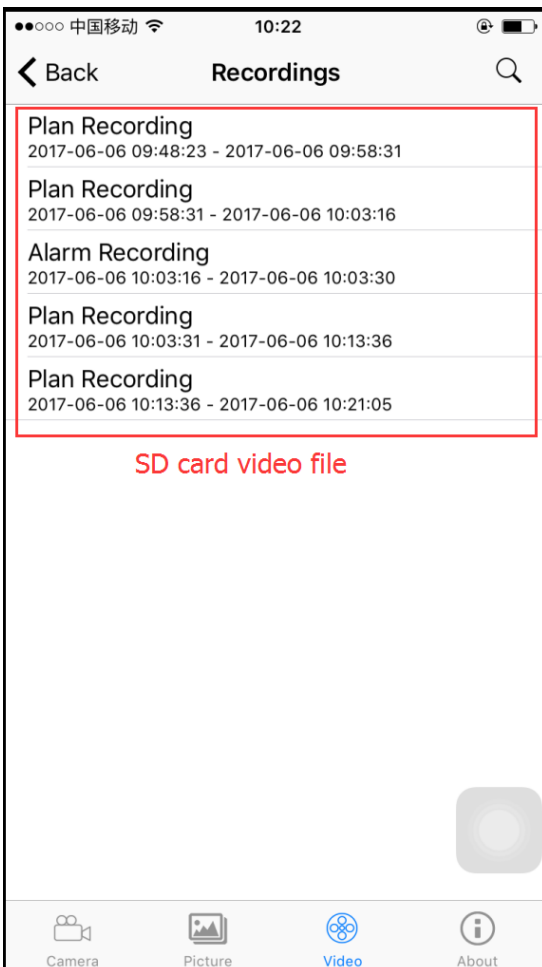 中国移动 10:22
Back Recordings
Plan Recording
2017-06-06 09:48:23 - 2017-06-06 09:58:31
Plan Recording
2017-06-06 09:58:31 - 2017-06-06 10:03:16
Alarm Recording
2017-06-06 10:03:16 - 2017-06-06 10:03:30
Plan Recording
2017-06-06 10:03:31 - 2017-06-06 10:13:36
Plan Recording
2017-06-06 10:13:36 - 2017-06-06 10:21:05
SD card video file
Camera Picture Video About